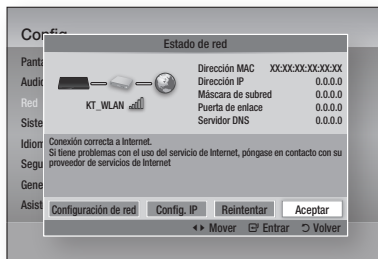 Config
Estado de red
Panta
Audio
Red
Siste
Idiom
Segu
Gene
Asist
KT_WLAN
Dirección MAC XX:XX:XX:XX:XX:XX
Dirección IP 0.0.0.0
Máscara de subred 0.0.0.0
Puerta de enlace 0.0.0.0
Servidor DNS 0.0.0.0
Conexión correcta a Internet.
Si tiene problemas con el uso del servicio de Internet, póngase en contacto con su
proveedor de servicios de Internet
Configuración de red Config. IP Reintentar Aceptar
Mover Entrar Volver